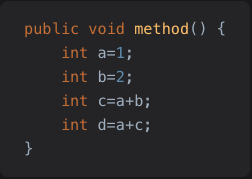 public void method() {
    int a=1;
    int b=2;
    int c=a+b;
    int d=a+c;
}